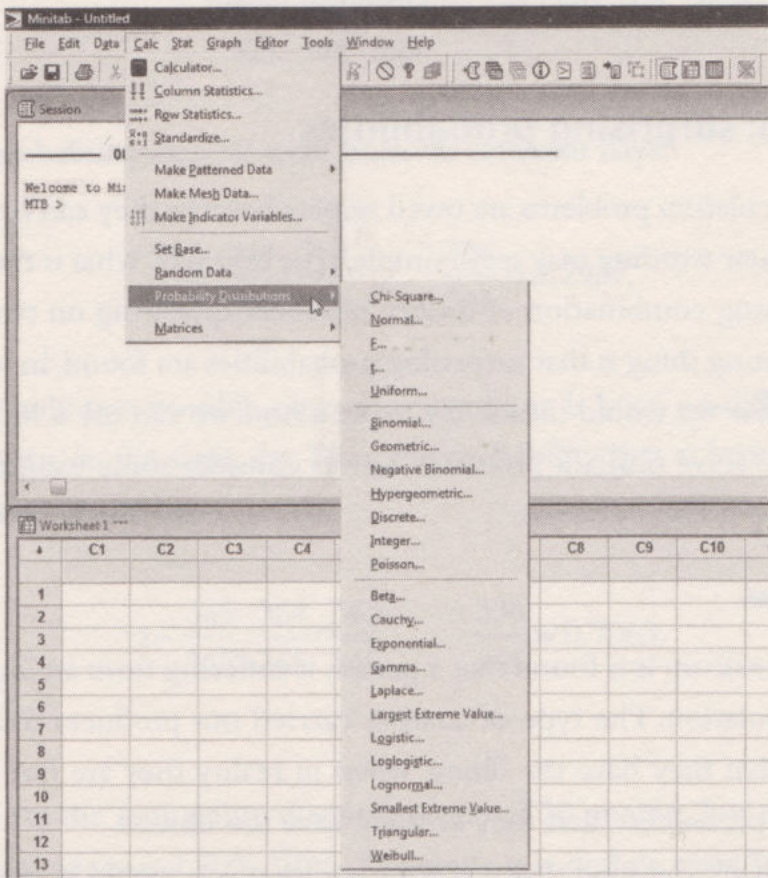 Minitab - Untitled
File Edit Data Calc Stat Graph Editor Tools Window Help
Session
Welcome to
MTB >
Calculator...
Column Statistics...
Row Statistics...
Standardize...
Make Patterned Data
Make Mesh Data...
Make Indicator Variables...
Set Base...
Random Data
Probability Distributions
Matrices
Chi-Square...
Normal...
F...
t...
Uniform...
Binomial...
Geometric...
Negative Binomial...
Hypergeometric...
Discrete...
Integer...
Poisson...
Beta...
Cauchy...
Exponential...
Gamma...
Laplace...
Largest Extreme Value...
Logistic...
Loglogistic...
Lognormal...
Smallest Extreme Value...
Triangular...
Weibull...
Worksheet 1 ***
C1 C2 C3 C4 C8 C9 C10
1
2
3
4
5
6
7
8
9
10
11
12
13